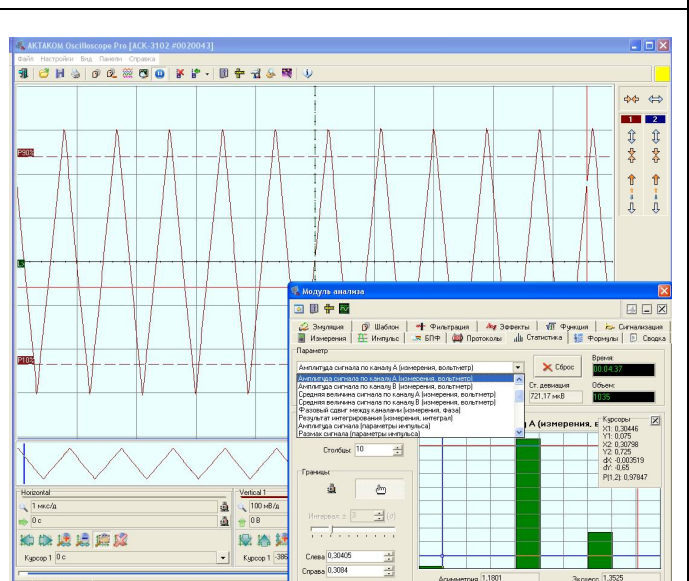 AKTAKOM Oscilloscope Pro [ACK-3102 #0020043]
Файл Настройки Вид Панели Справка
1 2
P90%
P10%
Модуль анализа
Эмуляция Шаблон Фильтрация Эффекты Функция Сигнализация
Измерения Импульс БПФ Протоколы Статистика Формулы Сводка
Параметр
Амплитуда сигнала по каналу A (измерения, вольтметр)
Сброс
Время:
00:04:37
Ст. девиация
721,17 мкВ
Объем:
1035
Амплитуда сигнала по каналу A (измерения, вольтметр)
Амплитуда сигнала по каналу B (измерения, вольтметр)
Средняя величина сигнала по каналу A (измерения, вольтметр)
Средняя величина сигнала по каналу B (измерения, вольтметр)
Фазовый сдвиг между каналами (измерения, фаза)
Результат интегрирования (измерения, интеграл)
Амплитуда сигнала (параметры импульса)
Размах сигнала (параметры импульса)
Столбцы: 10
Границы:
Интервал ±: 3 (σ)
Слева 0,30405
Справа 0,3084
A (измерения, в
Курсоры
X1: 0,30446
Y1: 0,075
X2: 0,30798
Y2: 0,725
dX: -0,003519
dY: -0,65
P(1,2): 0,97847
Асимметрия 1,1801
Эксцесс 1,3525
Horizontal
1 мкс/д
0 с
Курсор 1 0 с
Vertical 1
100 мВ/д
0 В
Курсор 1 -386